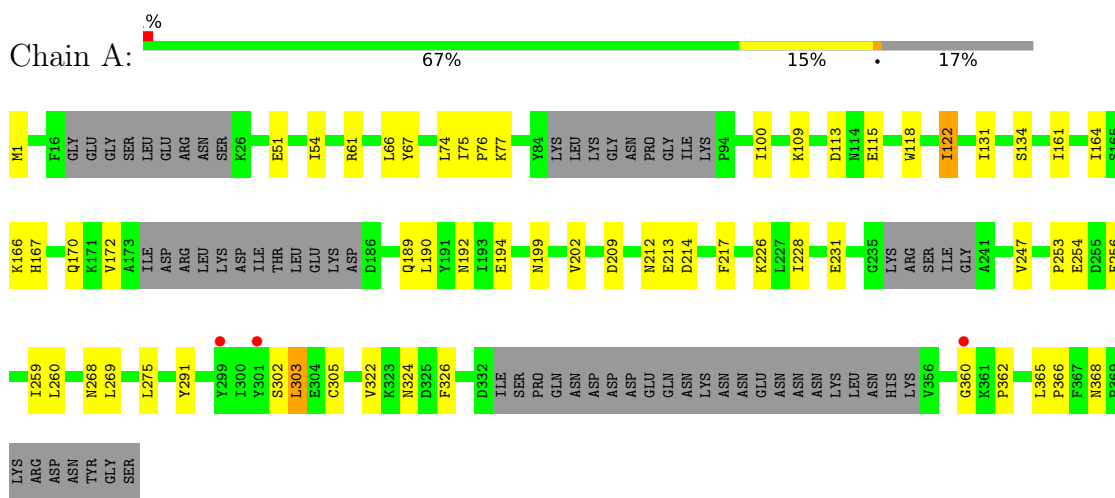 %
Chain A:
67% 15% • 17%
M1 F16 GLY GLU GLY SER LEU GLU ARG ASN SER K26 E51 I54 R61 L66 Y67 L74 I75 P76 K77 Y84 LYS LEU LYS GLY ASN PRO GLY ILE LYS P94 I100 K109 D113 N114 E115 W118 I122 I131 S134 I161 I164 S165
K166 H167 Q170 K171 V172 A173 ILE ASP ARG LEU LYS ASP ILE THR LEU GLU LYS ASP D186 Q189 L190 Y191 N192 I193 E194 N199 V202 D209 N212 E213 D214 F217 K226 L227 I228 E231 G235 LYS ARG SER ILE GLY A241 V247 P253 E254 D255
I259 L260 N268 L269 L275 Y291 Y299 I300 Y301 S302 L303 E304 C305 V322 K323 N324 D325 F326 D332 ILE SER PRO GLN ASN ASP ASP ASP GLU GLN ASN LYS ASN ASN GLU ASN ASN ASN LYS LEU ASN HIS LYS V356 G360 K361 P362 L365 P366 F367 N368
LYS ARG ASP ASN TYR GLY SER